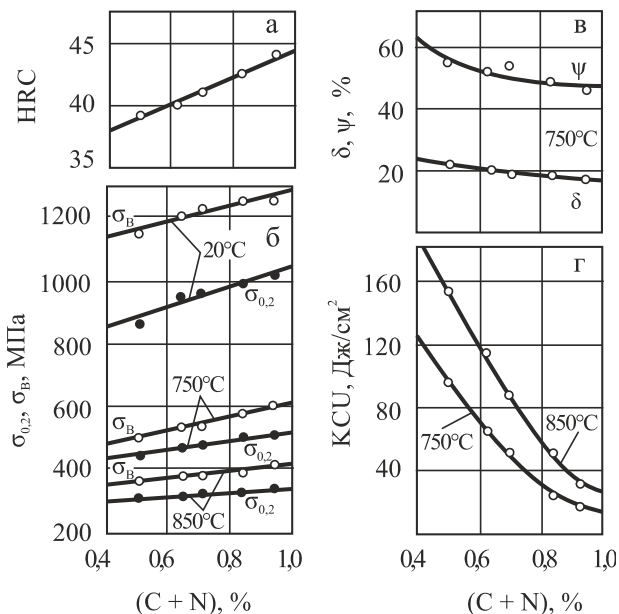 а
45
40
35
HRC
б
1200
1000
800
600
400
200
σ0,2, σВ, МПа
σВ
20°C
σ0,2
750°C
σВ
σ0,2
σВ
850°C
σ0,2
0,4 0,6 0,8 1,0
(C + N), %
в
60
40
20
δ, ψ, %
ψ
750°C
δ
г
160
120
80
40
0
KCU, Дж/см²
750°C
850°C
0,4 0,6 0,8 1,0
(C + N), %